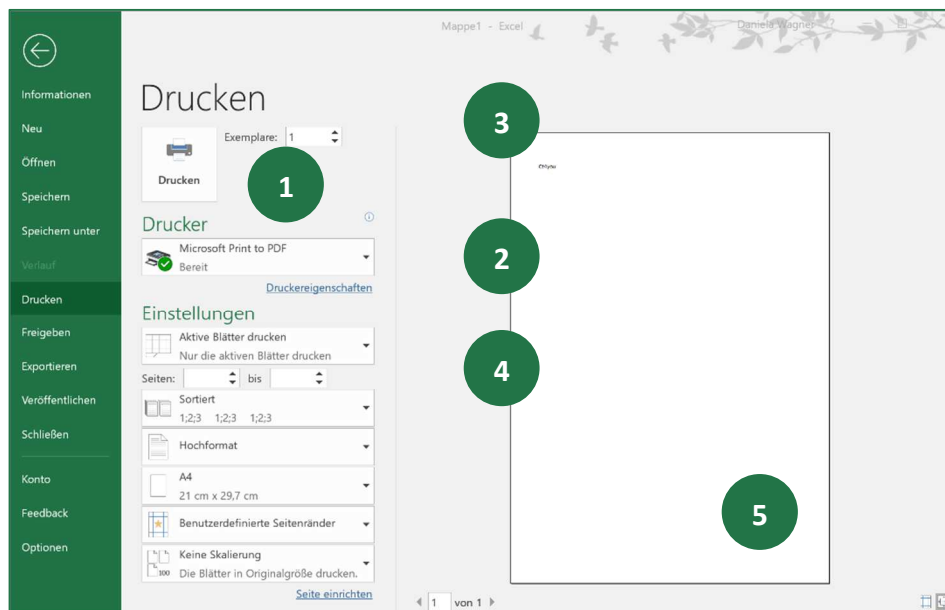 Mappe1 - Excel
Daniela Wagner
?
Informationen
Neu
Öffnen
Speichern
Speichern unter
Verlauf
Drucken
Freigeben
Exportieren
Veröffentlichen
Schließen
Konto
Feedback
Optionen
Drucken
Exemplare: 1
Drucken
1
Drucker
Microsoft Print to PDF
Bereit
Druckereigenschaften
Einstellungen
Aktive Blätter drucken
Nur die aktiven Blätter drucken
Seiten: bis
Sortiert
1;2;3 1;2;3 1;2;3
Hochformat
A4
21 cm x 29,7 cm
Benutzerdefinierte Seitenränder
Keine Skalierung
100
Die Blätter in Originalgröße drucken.
Seite einrichten
3
2
4
5
1 von 1